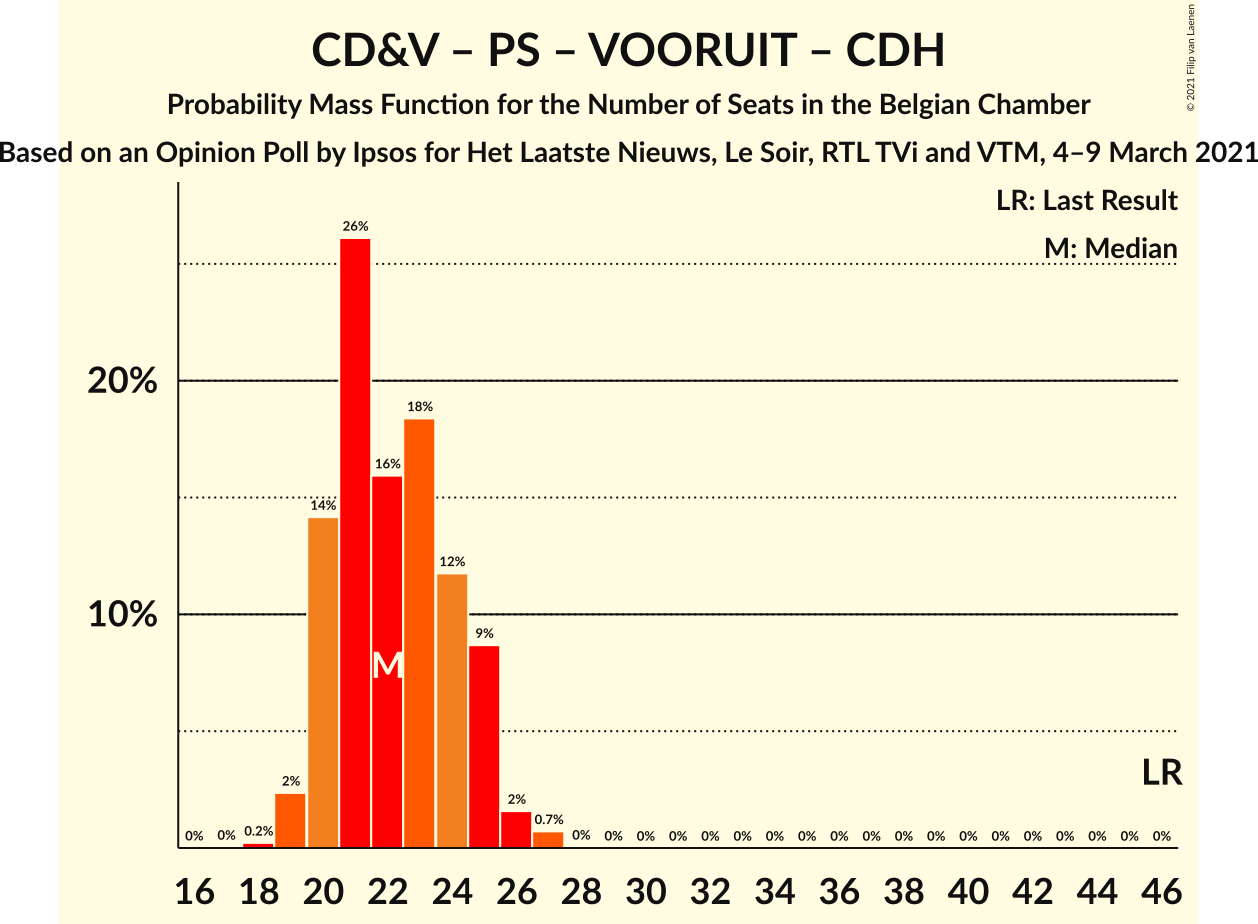 CD&V – PS – VOORUIT – CDH
Probability Mass Function for the Number of Seats in the Belgian Chamber
Based on an Opinion Poll by Ipsos for Het Laatste Nieuws, Le Soir, RTL TVi and VTM, 4–9 March 2021
© 2021 Filip van Laenen
LR: Last Result
M: Median
26%
20%
18%
16%
14%
12%
10%
9%
M
LR
2%
2%
0.7%
0% 0% 0.2% 0% 0% 0% 0% 0% 0% 0% 0% 0% 0% 0% 0% 0% 0% 0% 0% 0% 0% 0%
16 18 20 22 24 26 28 30 32 34 36 38 40 42 44 46